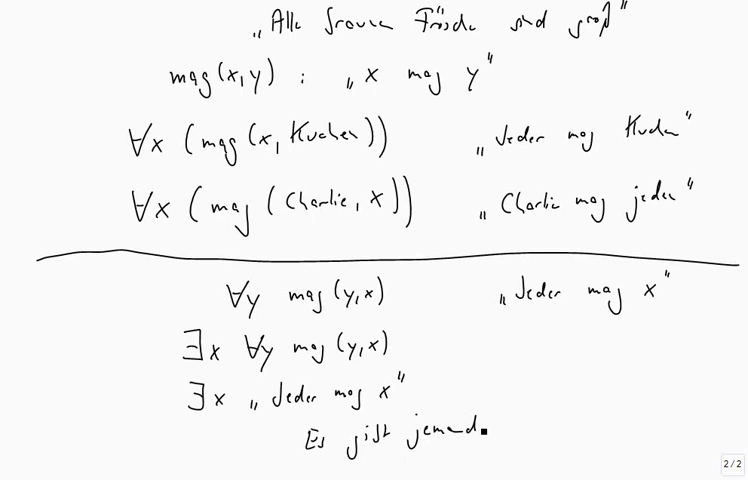 „Alle grauen Frösche sind groß"
mag(x,y) : „x mag y"
∀x (mag(x, Kuchen)) „Jeder mag Kuchen"
∀x (mag(Charlie, x)) „Charlie mag jeden"
∀y mag(y,x) „Jeder mag x"
∃x ∀y mag(y,x)
∃x „Jeder mag x"
Es gibt jemand.
2/2